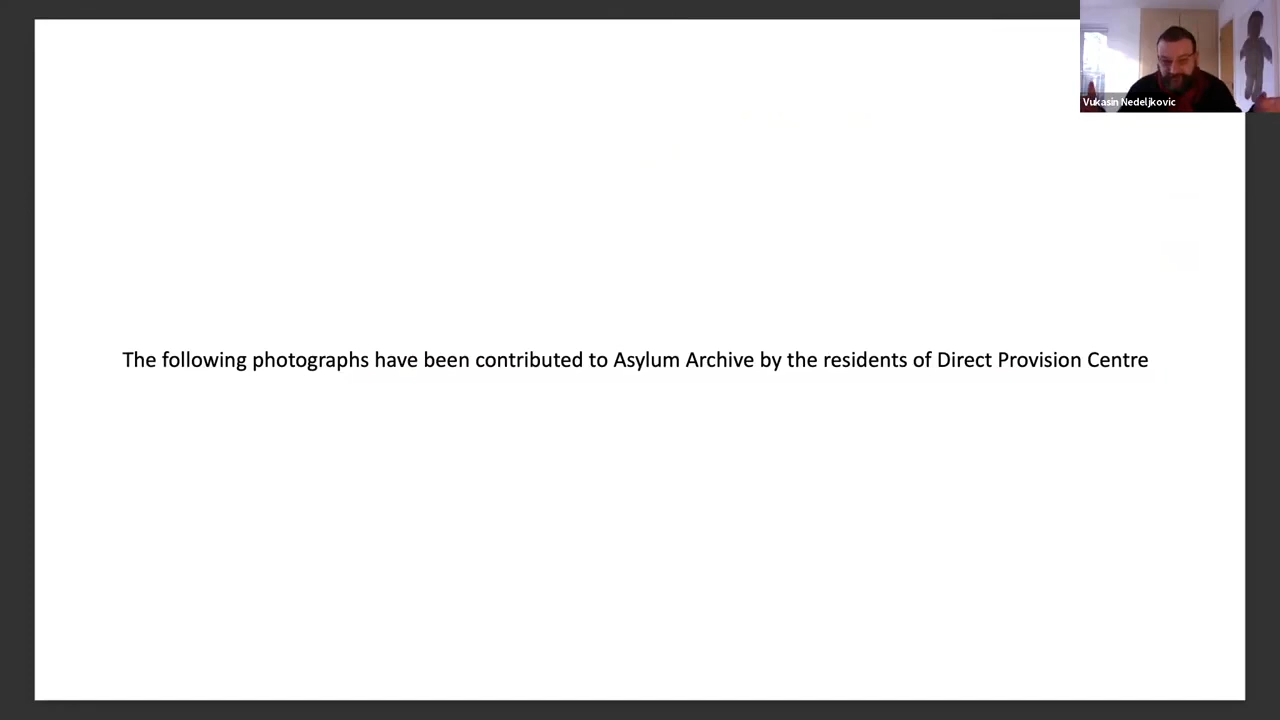 Vukasin Nedeljkovic
The following photographs have been contributed to Asylum Archive by the residents of Direct Provision Centre